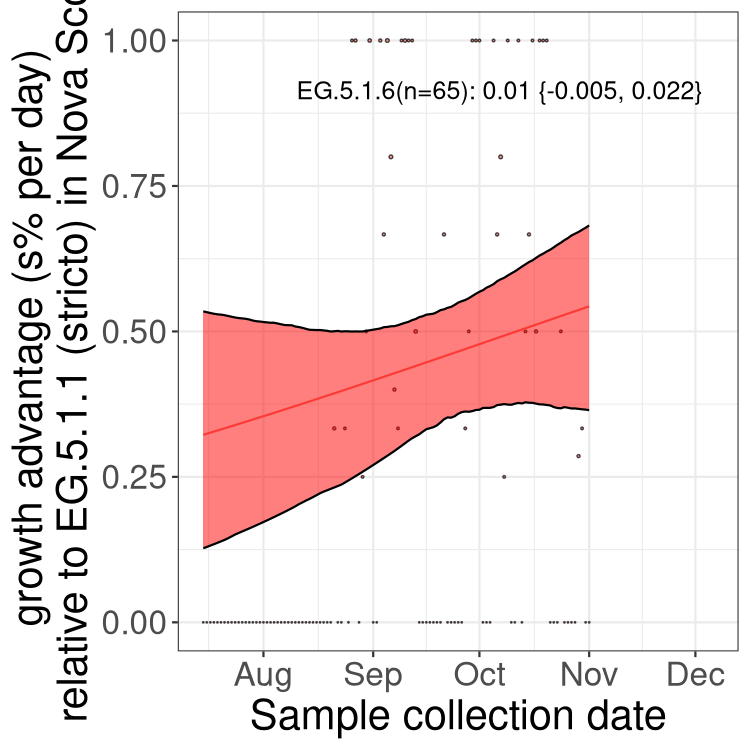 growth advantage (s% per day)
relative to EG.5.1.1 (stricto) in Nova Sco
1.00
0.75
0.50
0.25
0.00
EG.5.1.6(n=65): 0.01 {-0.005, 0.022}
Aug Sep Oct Nov Dec
Sample collection date